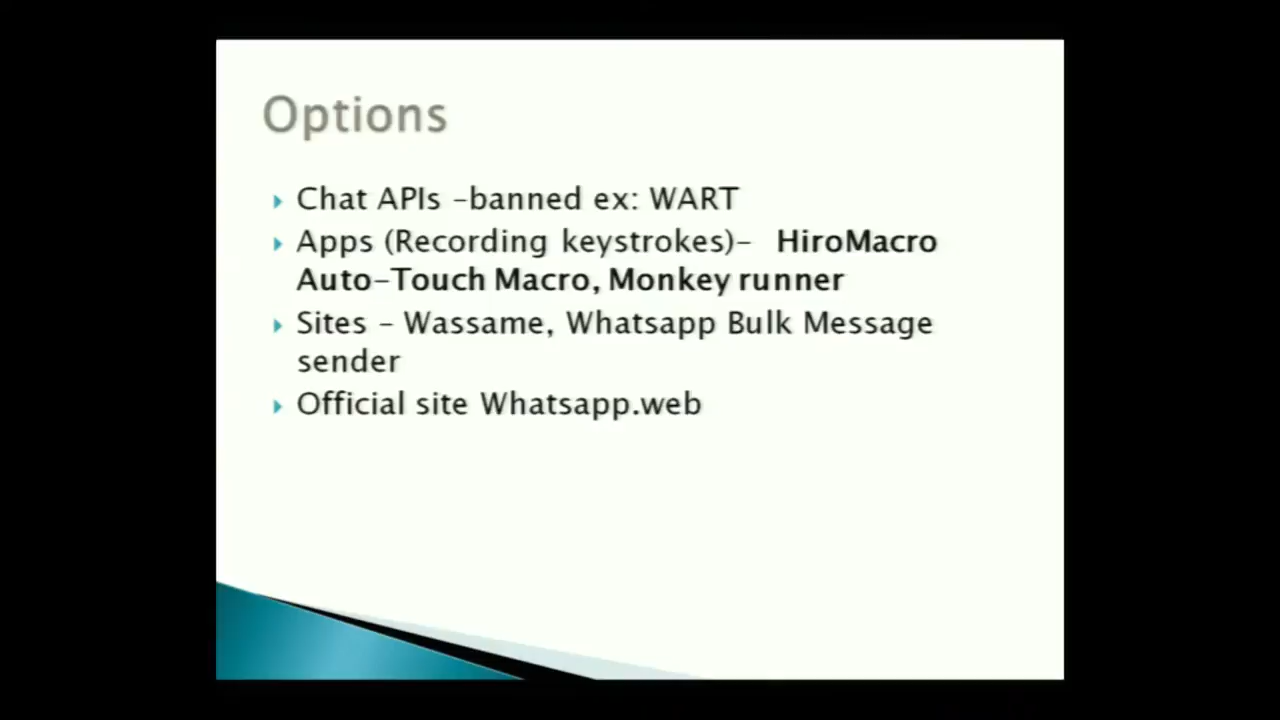 Options
Chat APIs -banned ex: WART
Apps (Recording keystrokes)- HiroMacro
Auto-Touch Macro, Monkey runner
Sites - Wassame, Whatsapp Bulk Message
sender
Official site Whatsapp.web